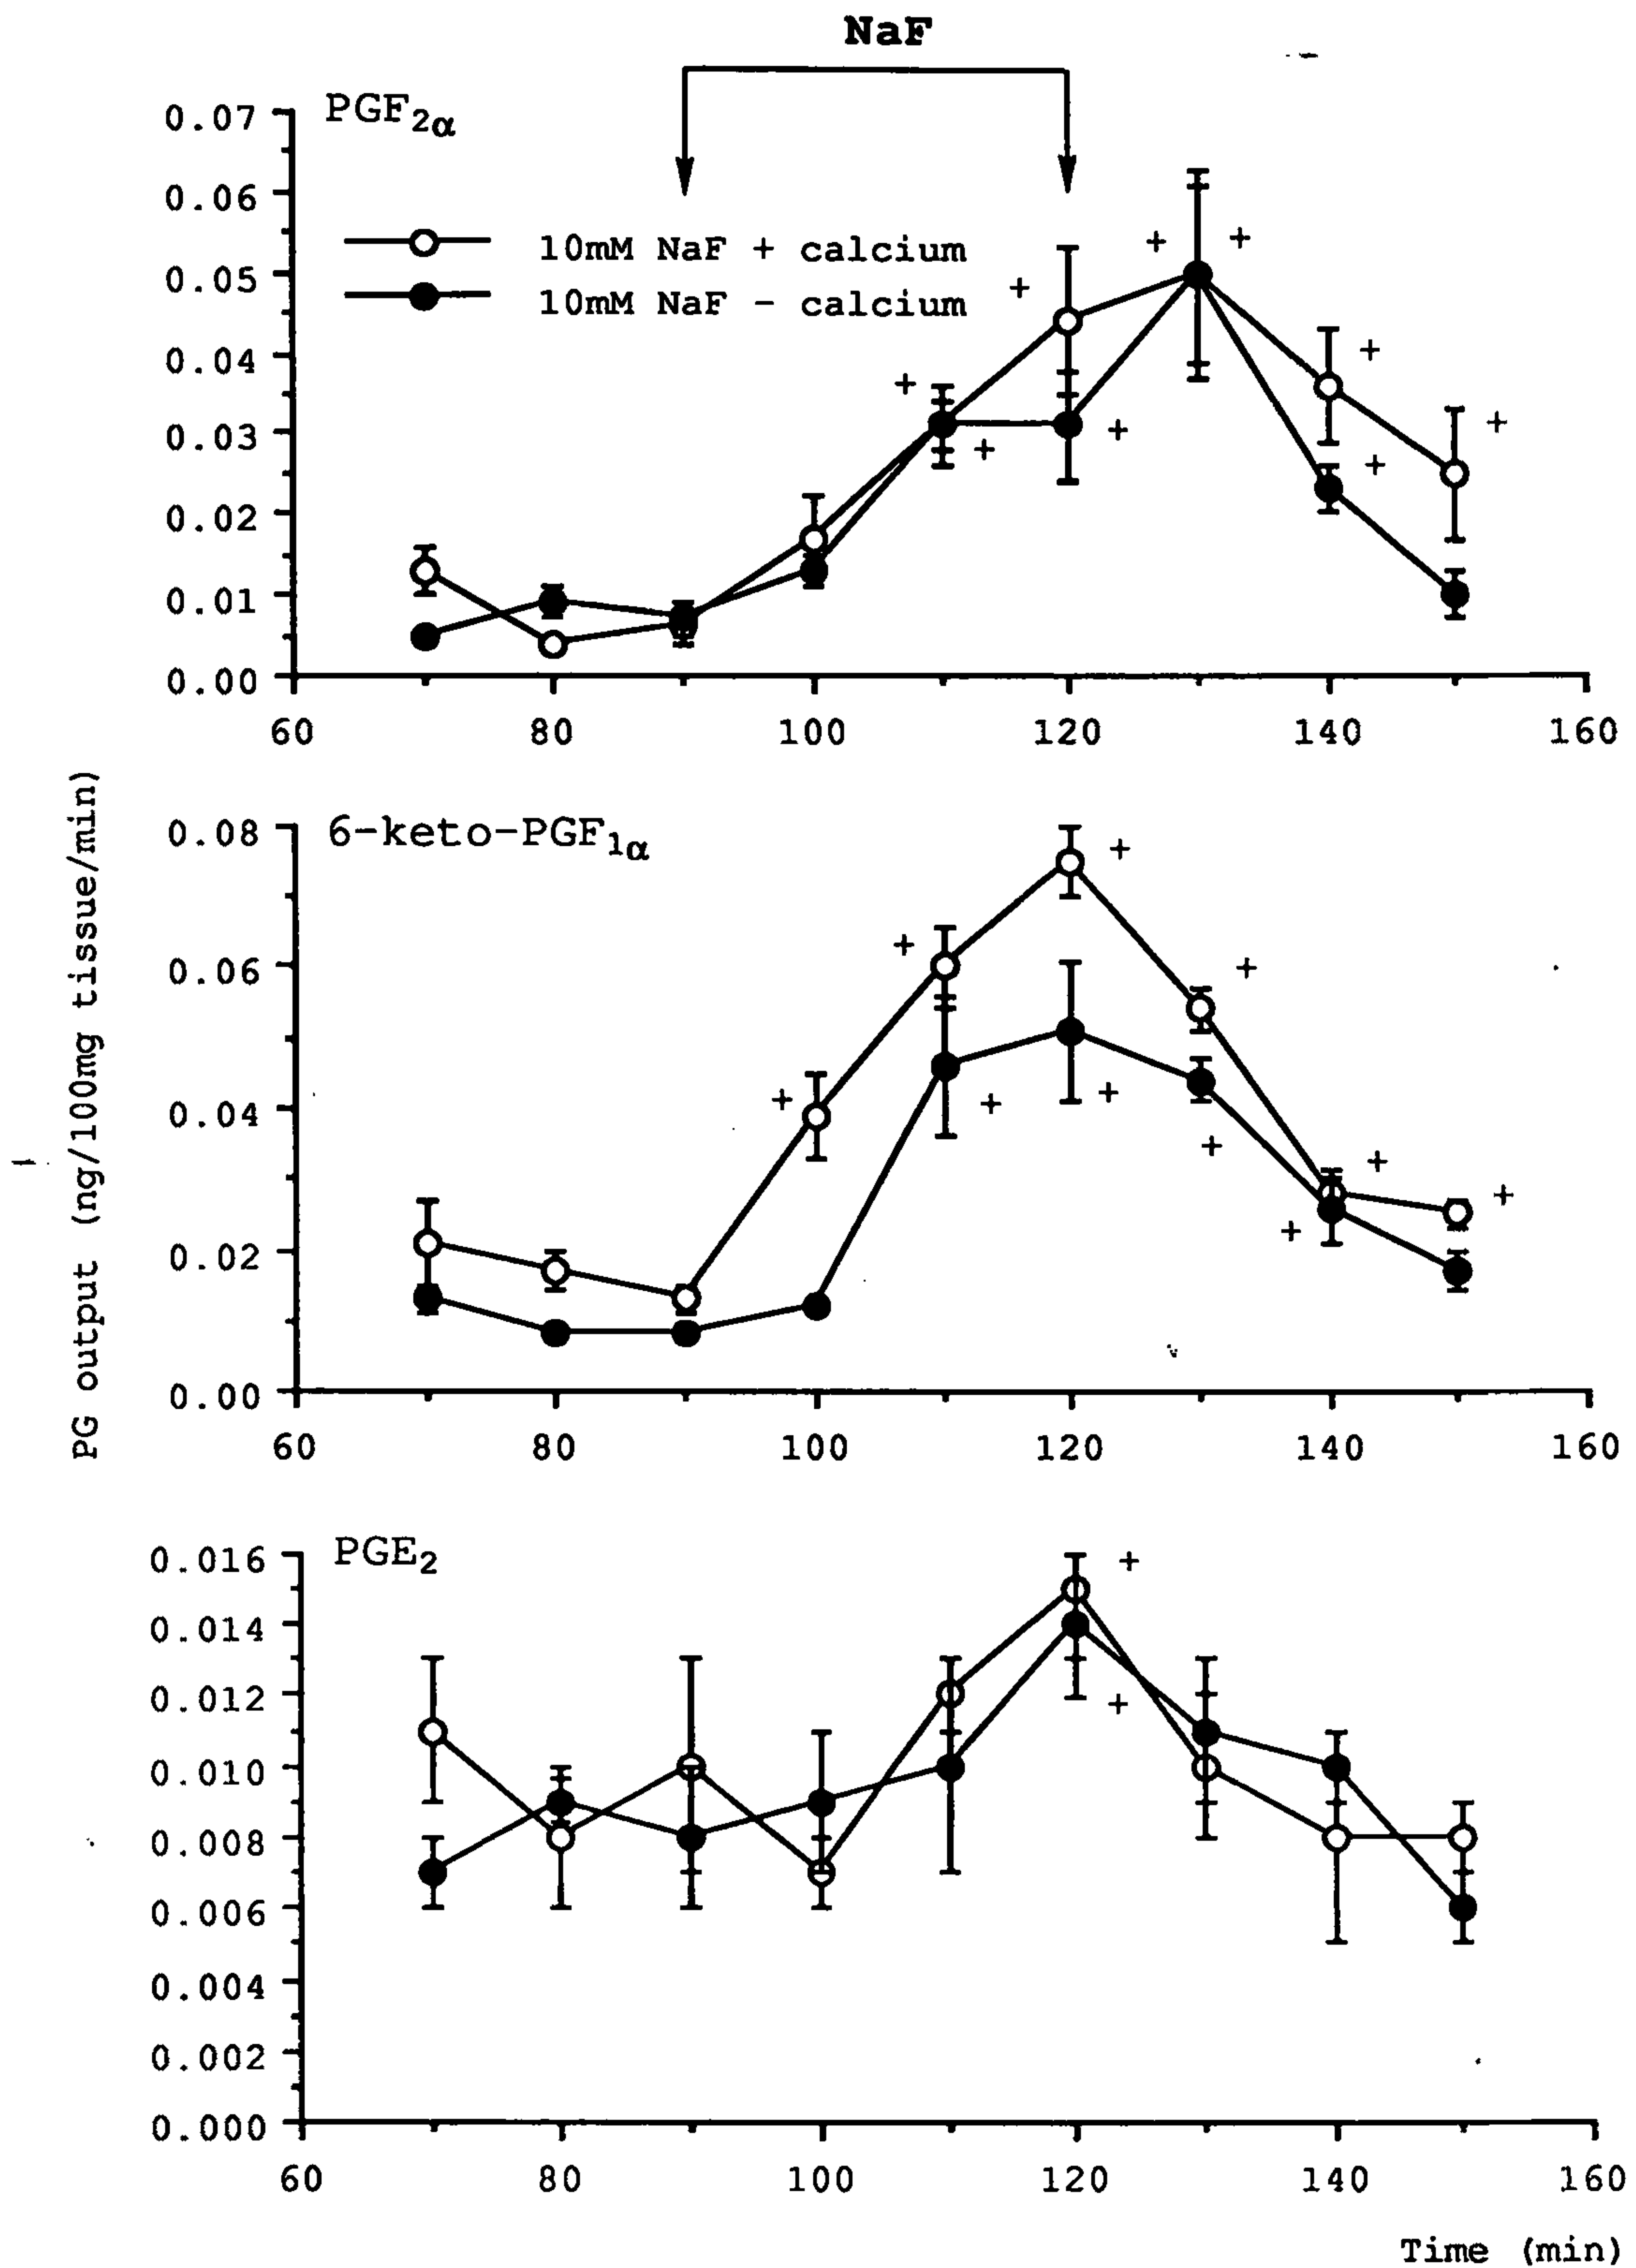 NaF
PGF2α
0.07
0.06
0.05
0.04
0.03
0.02
0.01
0.00
10mM NaF + calcium
10mM NaF - calcium
+ + + + + + + + +
60 80 100 120 140 160
PG output (ng/100mg tissue/min)
6-keto-PGF1α
0.08
0.06
0.04
0.02
0.00
+ + + + + + + + + +
60 80 100 120 140 160
PGE2
0.016
0.014
0.012
0.010
0.008
0.006
0.004
0.002
0.000
+ +
60 80 100 120 140 160
Time (min)